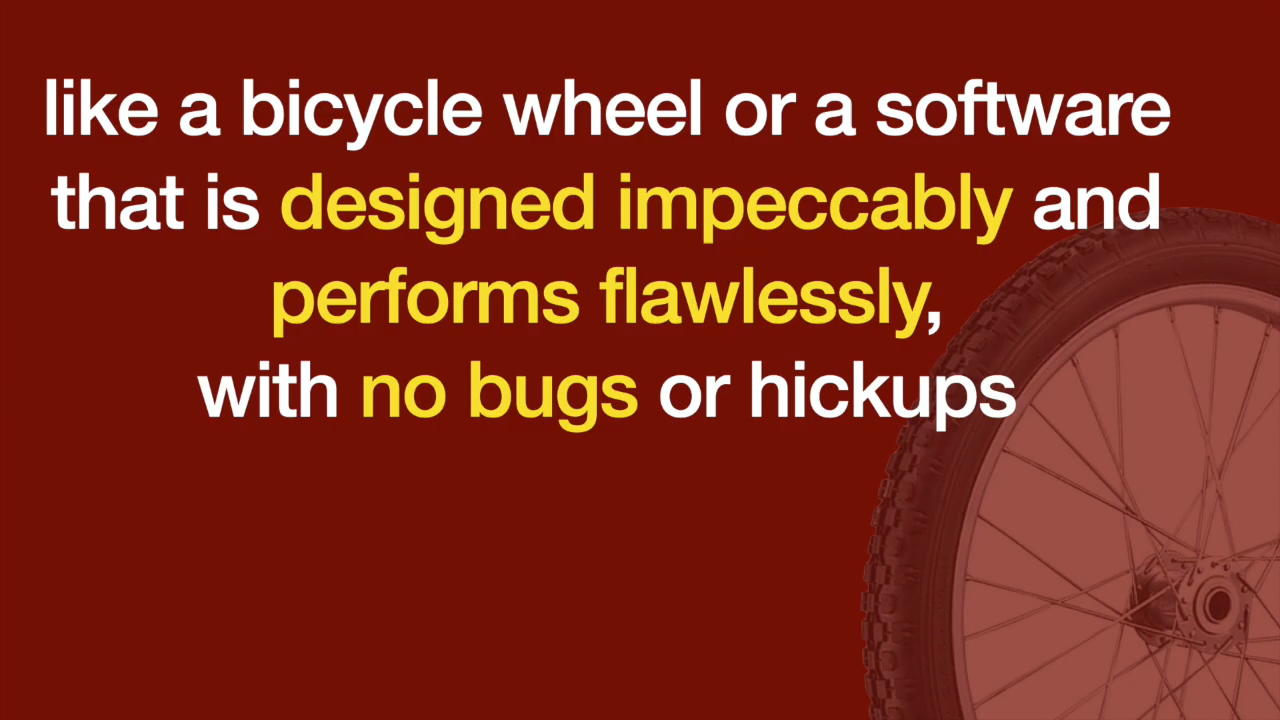 like a bicycle wheel or a software
that is designed impeccably and
performs flawlessly,
with no bugs or hickups